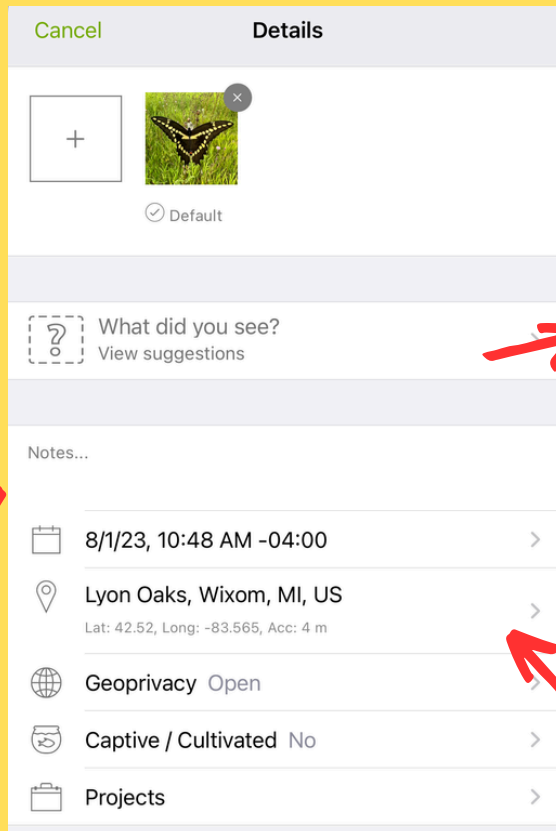 Cancel
Details
Default
What did you see?
View suggestions
Notes...
8/1/23, 10:48 AM -04:00
Lyon Oaks, Wixom, MI, US
Lat: 42.52, Long: -83.565, Acc: 4 m
Geoprivacy Open
Captive / Cultivated No
Projects